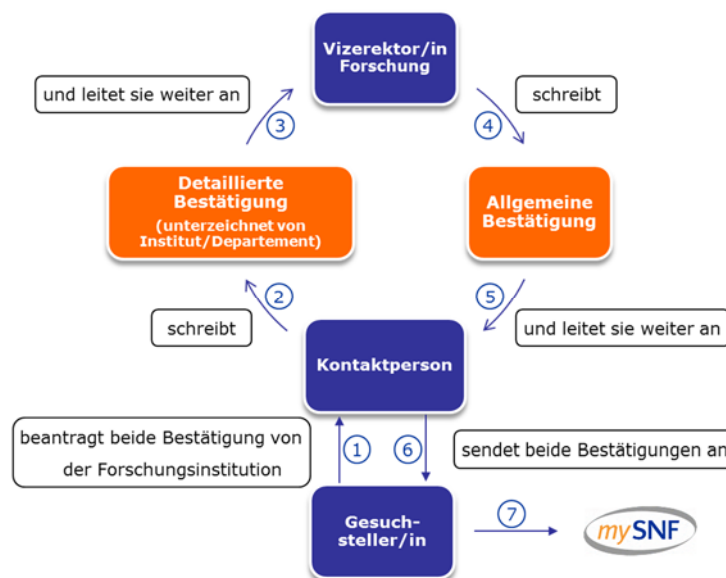 Vizerektor/in
Forschung
und leitet sie weiter an
3
4
schreibt
Detaillierte
Bestätigung
(unterzeichnet von
Institut/Departement)
Allgemeine
Bestätigung
2
5
schreibt
und leitet sie weiter an
Kontaktperson
beantragt beide Bestätigung von
der Forschungsinstitution
1
6
sendet beide Bestätigungen an
Gesuch-
steller/in
7
mySNF